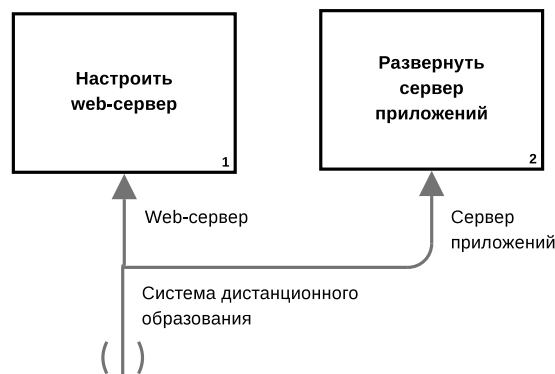 Настроить
web-сервер
1
Развернуть
сервер
приложений
2
Web-сервер
Сервер
приложений
Система дистанционного
образования